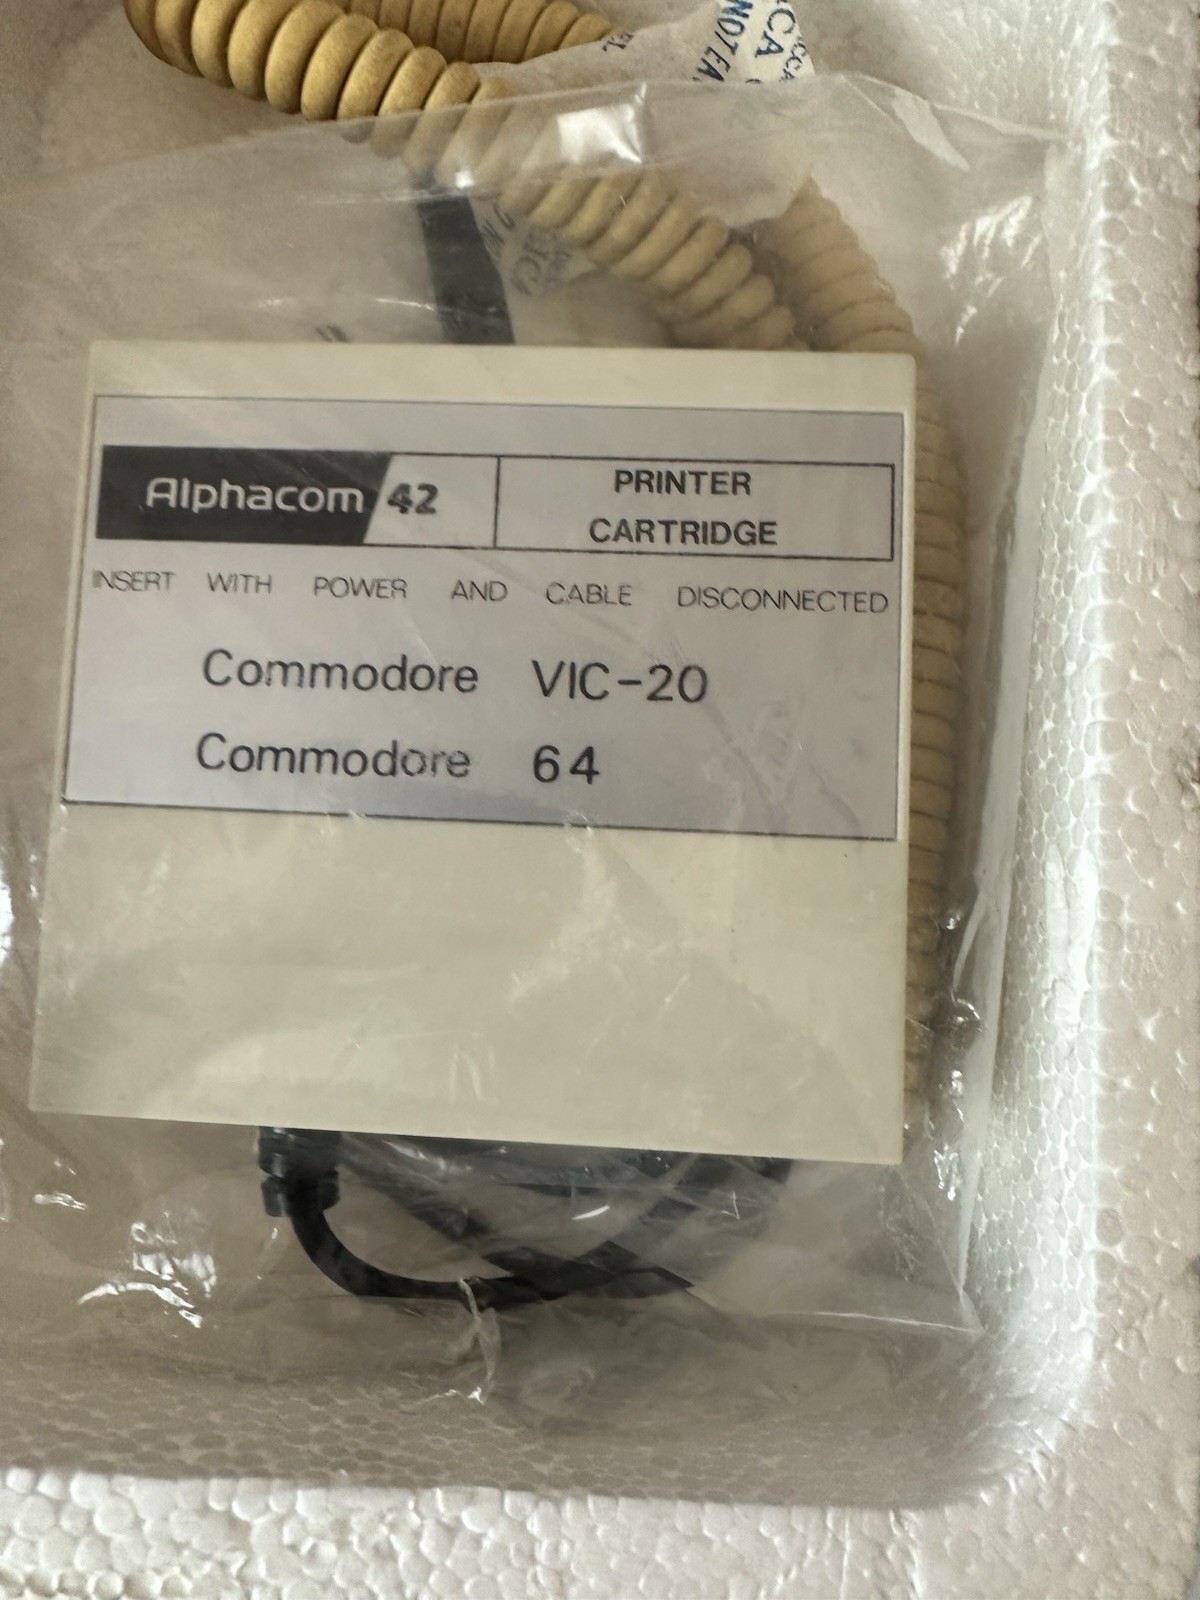 Alphacom 42
PRINTER
CARTRIDGE
INSERT WITH POWER AND CABLE DISCONNECTED
Commodore VIC-20
Commodore 64